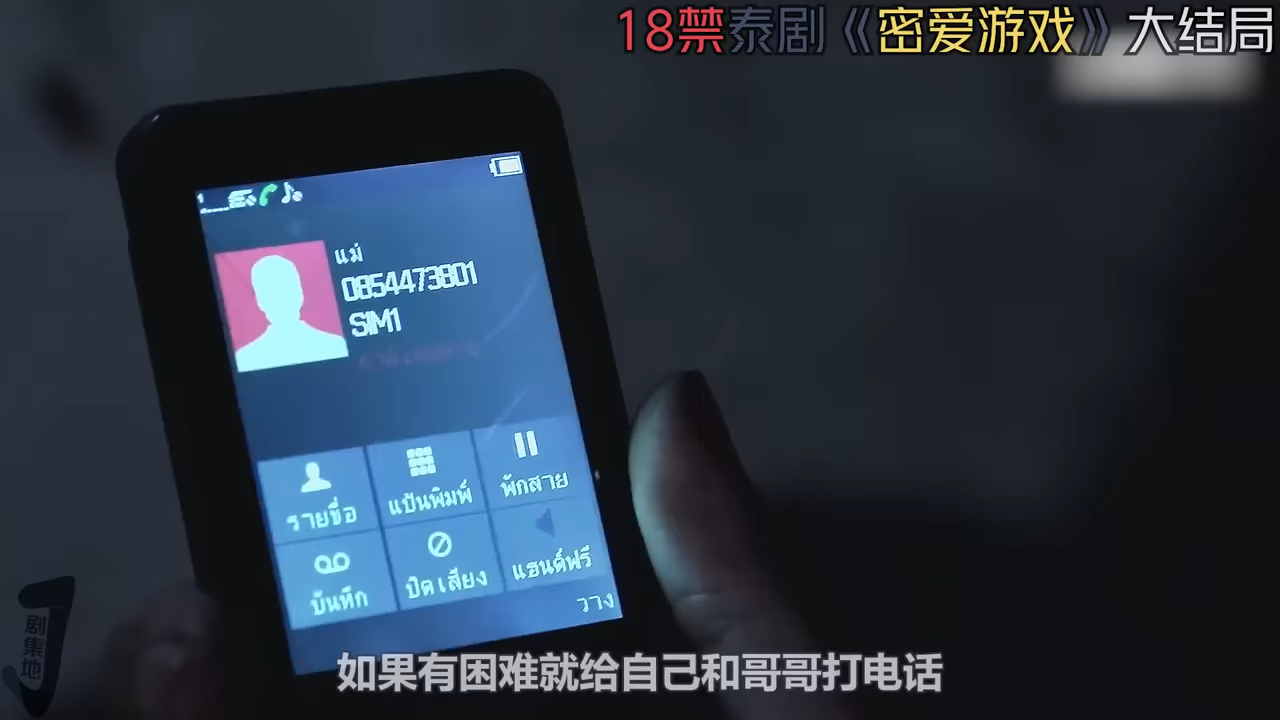 18禁泰剧《密爱游戏》大结局
แม่
0854473801
SIM1
รายชื่อ
แป้นพิมพ์
พักสาย
บันทึก
ปิดเสียง
แฮนด์ฟรี
วาง
剧集地
如果有困难就给自己和哥哥打电话